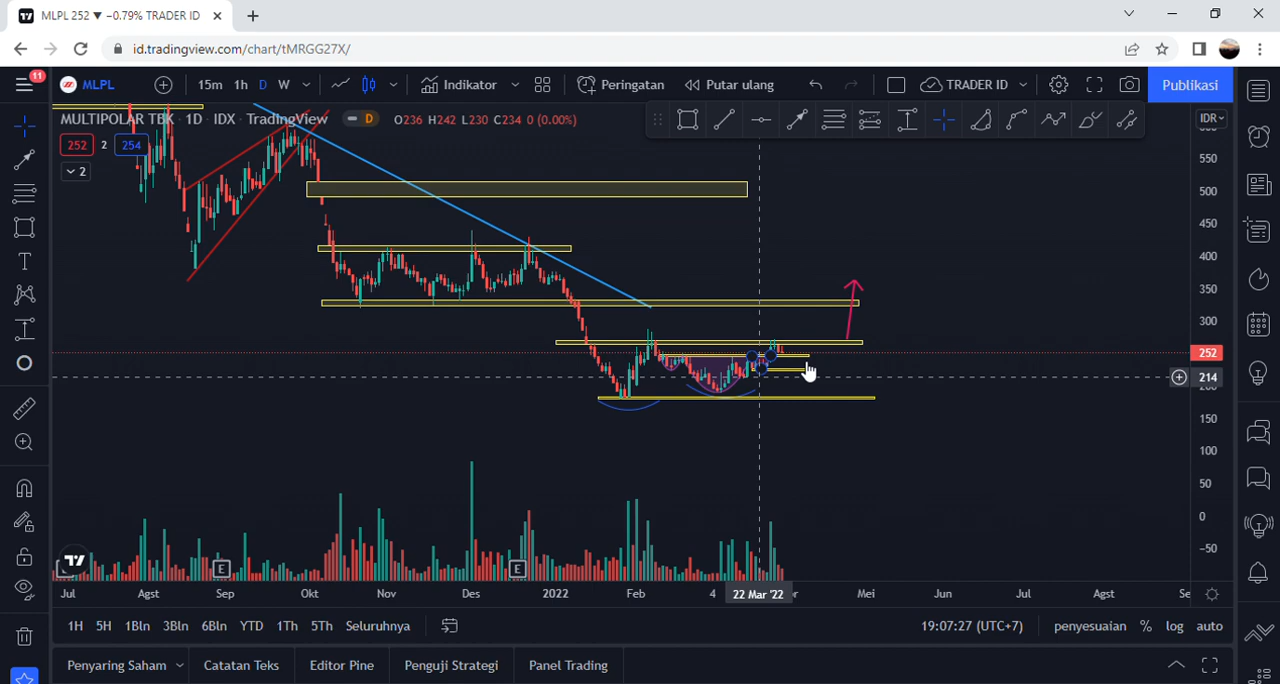 MLPL 252 ▼ −0.79% TRADER ID
id.tradingview.com/chart/tMRGG27X/
11
MLPL 15m 1h D W Indikator Peringatan Putar ulang TRADER ID Publikasi
MULTIPOLAR TBK · 1D · IDX · TradingView D O236 H242 L230 C234 0 (0.00%)
IDR
252 2 254
2
550
500
450
400
350
300
252
214
150
100
50
0
−50
E E
Jul Agst Sep Okt Nov Des 2022 Feb 4 22 Mar '22 Mei Jun Jul Agst
1H 5H 1Bln 3Bln 6Bln YTD 1Th 5Th Seluruhnya 19:07:27 (UTC+7) penyesuaian % log auto
Penyaring Saham Catatan Teks Editor Pine Penguji Strategi Panel Trading